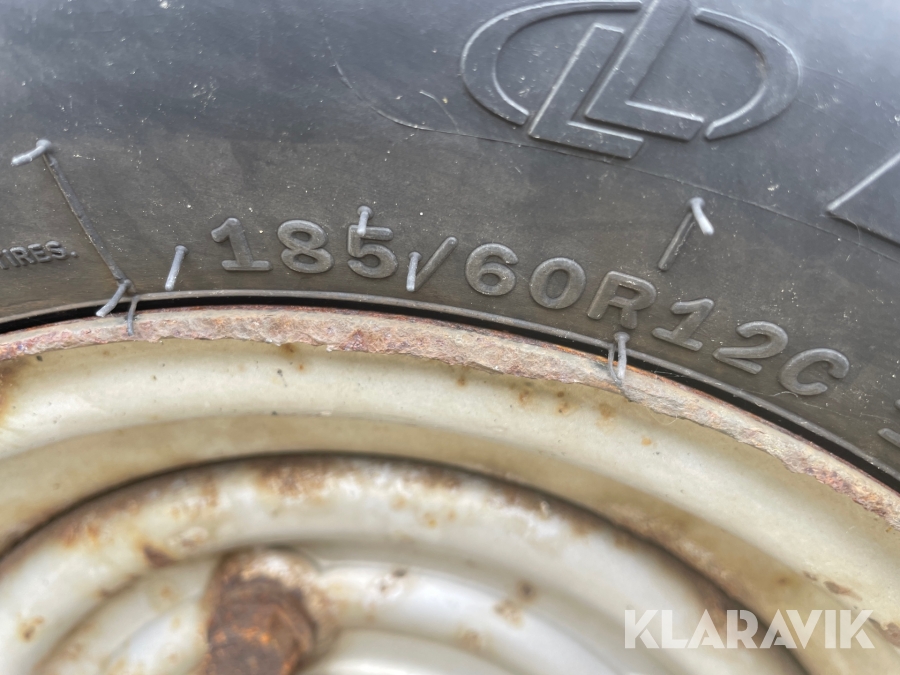 TIRES.
185/60R12C
KLARAVIK